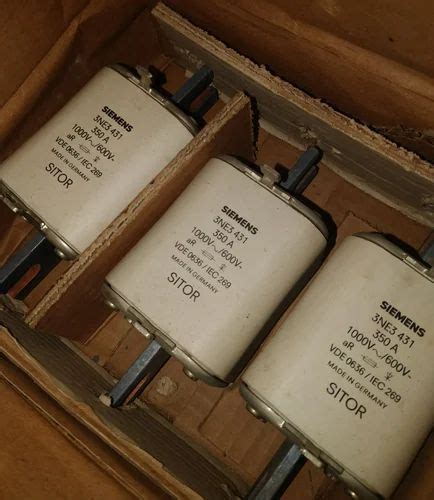 SIEMENS
3NE3 431
350 A
1000V~/600V-
aR
VDE 0636 / IEC 269
MADE IN GERMANY
SITOR
SIEMENS
3NE3 431
350 A
1000V~/600V-
aR
VDE 0636 / IEC 269
MADE IN GERMANY
SITOR
SIEMENS
3NE3 431
350 A
1000V~/600V-
aR
VDE 0636 / IEC 269
MADE IN GERMANY
SITOR